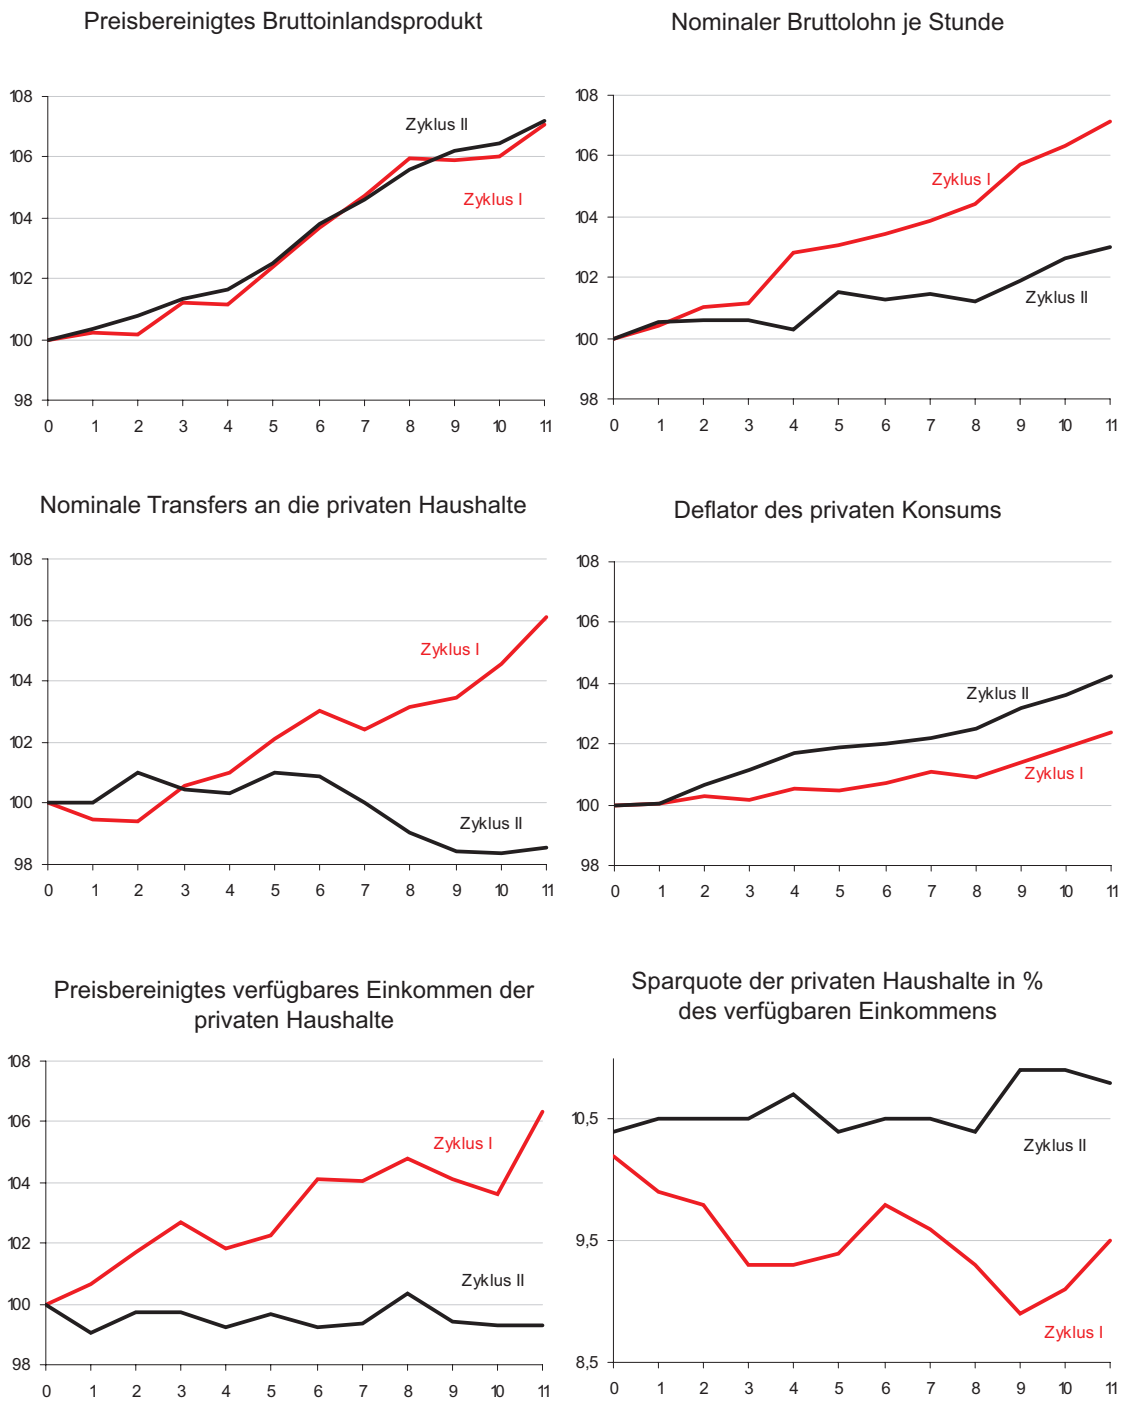 Preisbereinigtes Bruttoinlandsprodukt
108
106
104
102
100
98
Zyklus II
Zyklus I
0 1 2 3 4 5 6 7 8 9 10 11
Nominaler Bruttolohn je Stunde
108
106
104
102
100
98
Zyklus I
Zyklus II
0 1 2 3 4 5 6 7 8 9 10 11
Nominale Transfers an die privaten Haushalte
108
106
104
102
100
98
Zyklus I
Zyklus II
0 1 2 3 4 5 6 7 8 9 10 11
Deflator des privaten Konsums
108
106
104
102
100
98
Zyklus II
Zyklus I
0 1 2 3 4 5 6 7 8 9 10 11
Preisbereinigtes verfügbares Einkommen der
privaten Haushalte
108
106
104
102
100
98
Zyklus I
Zyklus II
0 1 2 3 4 5 6 7 8 9 10 11
Sparquote der privaten Haushalte in %
des verfügbaren Einkommens
10,5
9,5
8,5
Zyklus II
Zyklus I
0 1 2 3 4 5 6 7 8 9 10 11